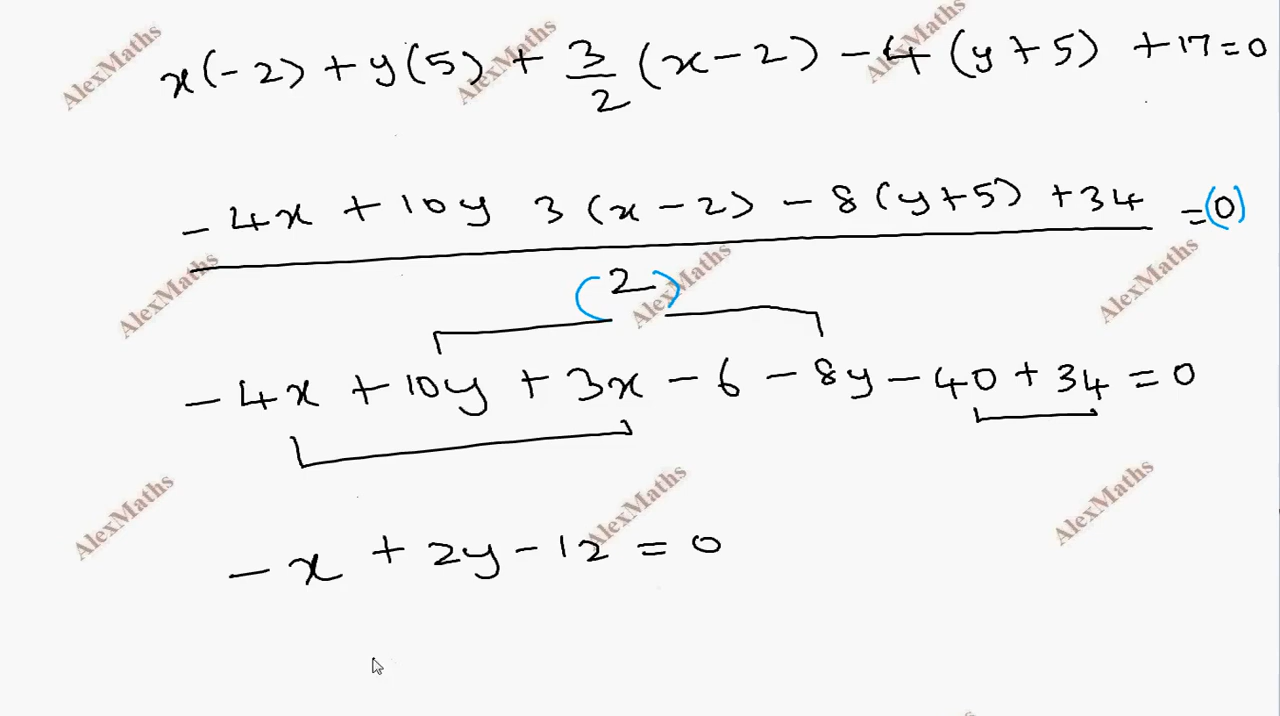 AlexMaths AlexMaths AlexMaths
x(-2) + y(5) + 3/2 (x-2) - 4 (y+5) + 17=0
- 4x + 10y 3 (x-2) - 8 (y+5) + 34 = (0)
(2)
AlexMaths AlexMaths AlexMaths
- 4x + 10y + 3x - 6 - 8y - 40 + 34 = 0
AlexMaths AlexMaths AlexMaths
- x + 2y - 12 = 0